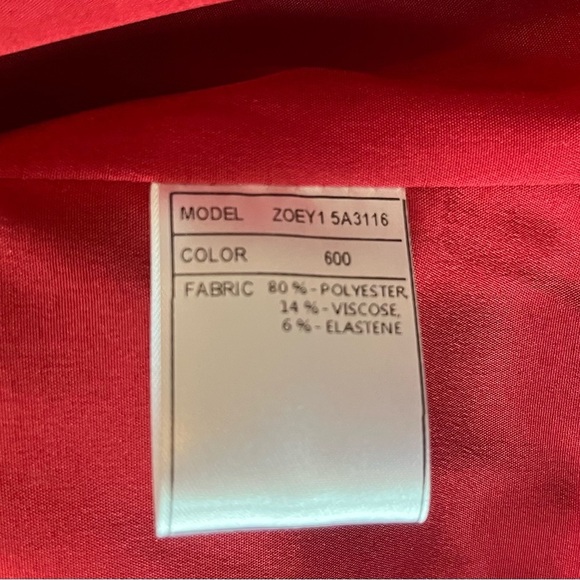 MODEL ZOEY1 5A3116
COLOR 600
FABRIC 80 %-POLYESTER,
14 %-VISCOSE,
6 %-ELASTENE